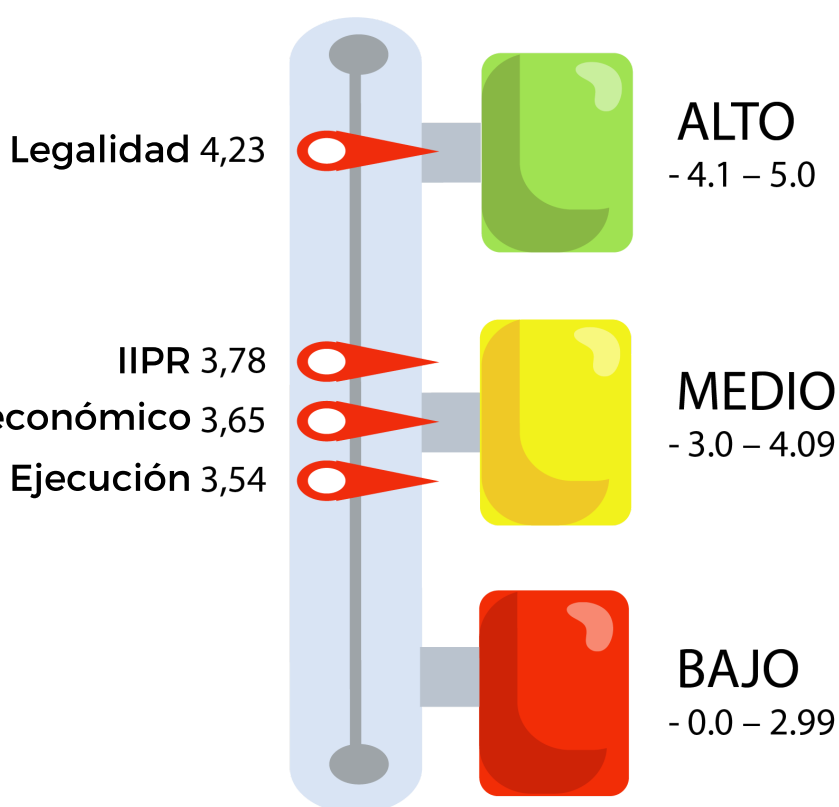 Legalidad 4,23
ALTO
- 4.1 – 5.0
IIPR 3,78
económico 3,65
Ejecución 3,54
MEDIO
- 3.0 – 4.09
BAJO
- 0.0 – 2.99